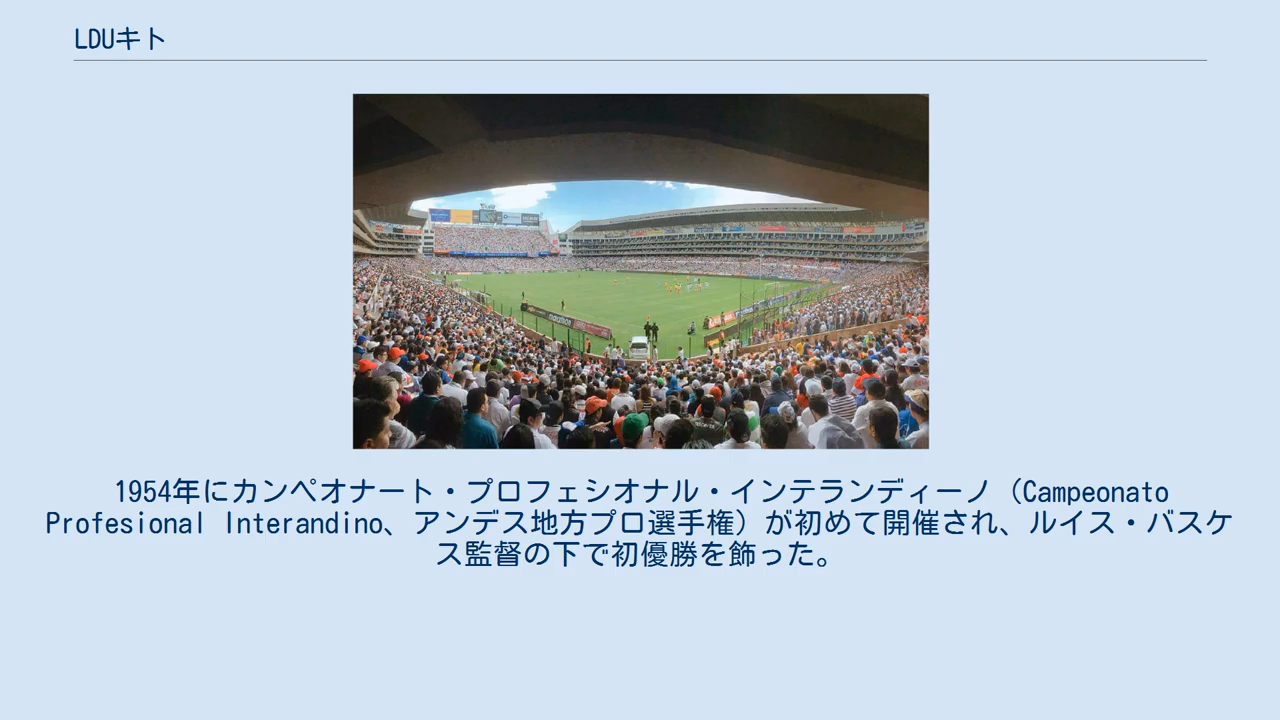 LDUキト
1954年にカンペオナート・プロフェシオナル・インテランディーノ（Campeonato
Profesional Interandino、アンデス地方プロ選手権）が初めて開催され、ルイス・バスケ
ス監督の下で初優勝を飾った。